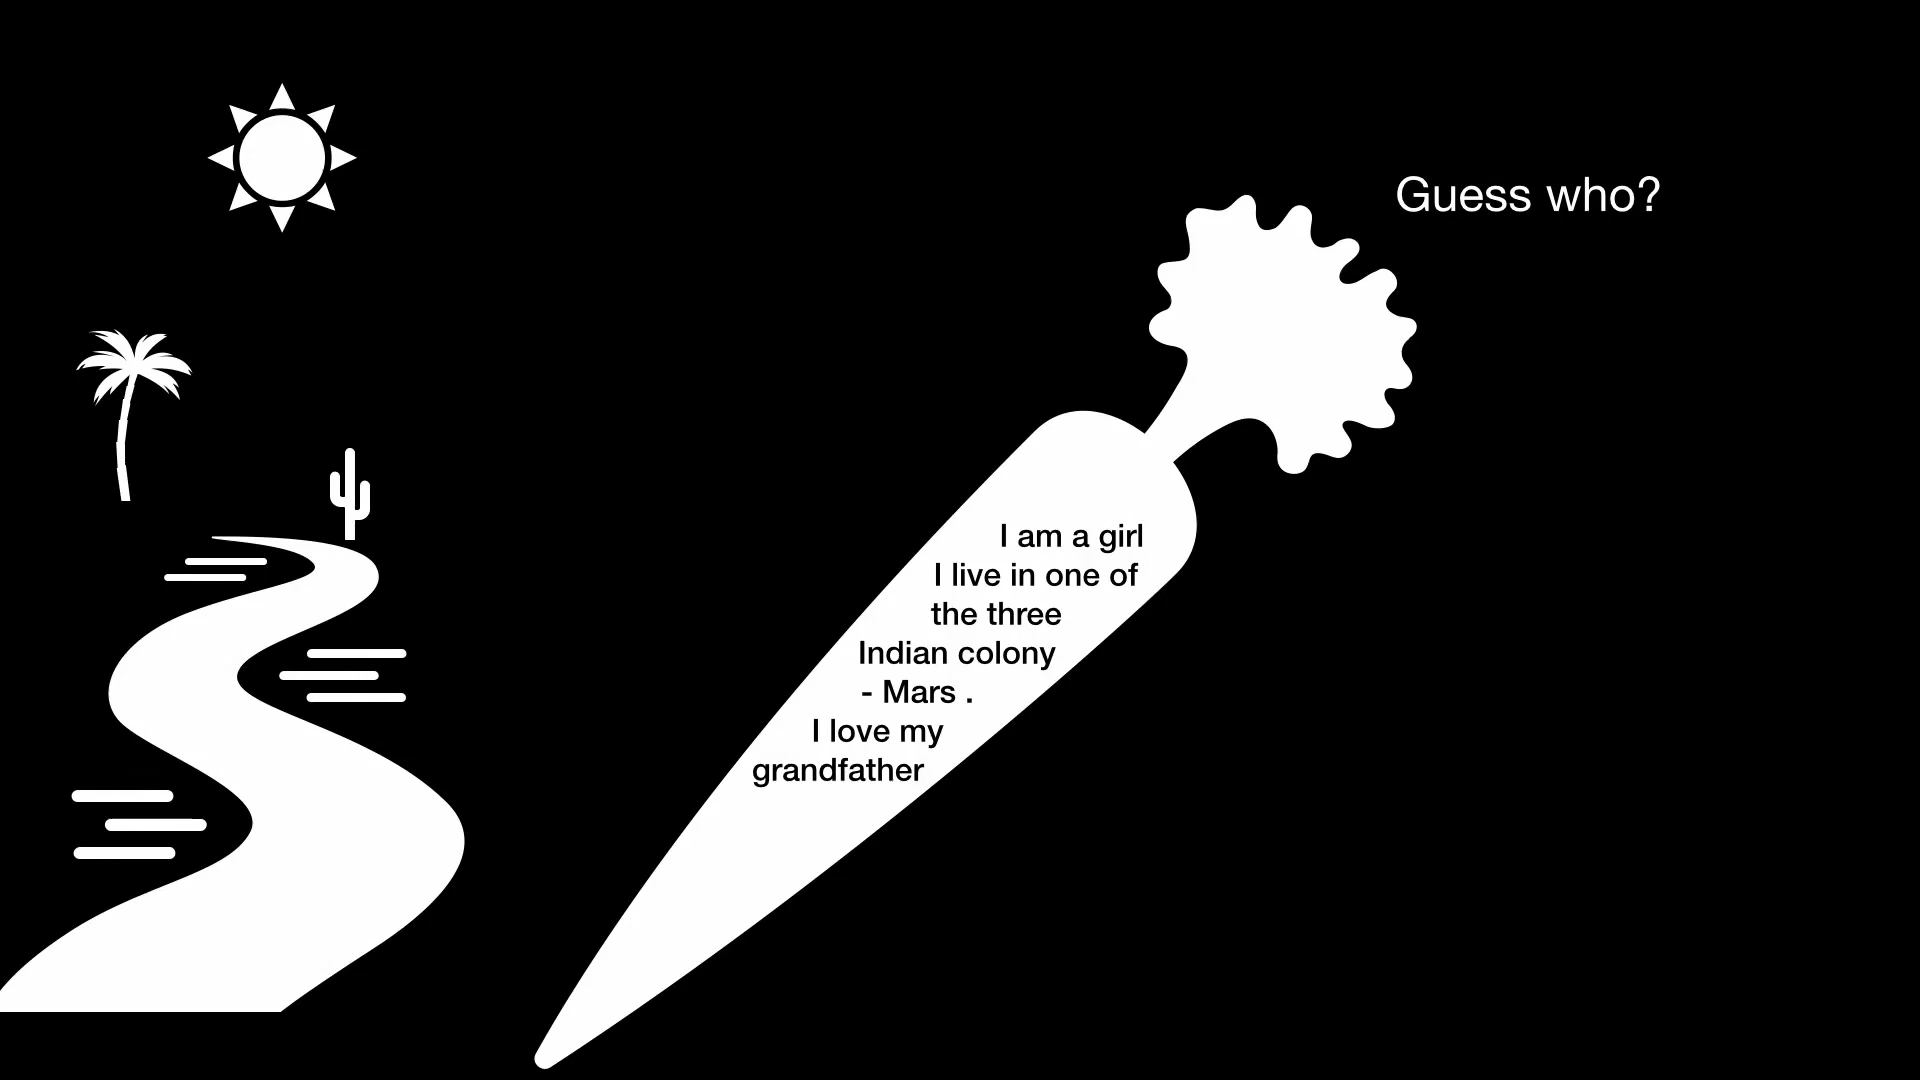 Guess who?
I am a girl
I live in one of
the three
Indian colony
- Mars .
I love my
grandfather